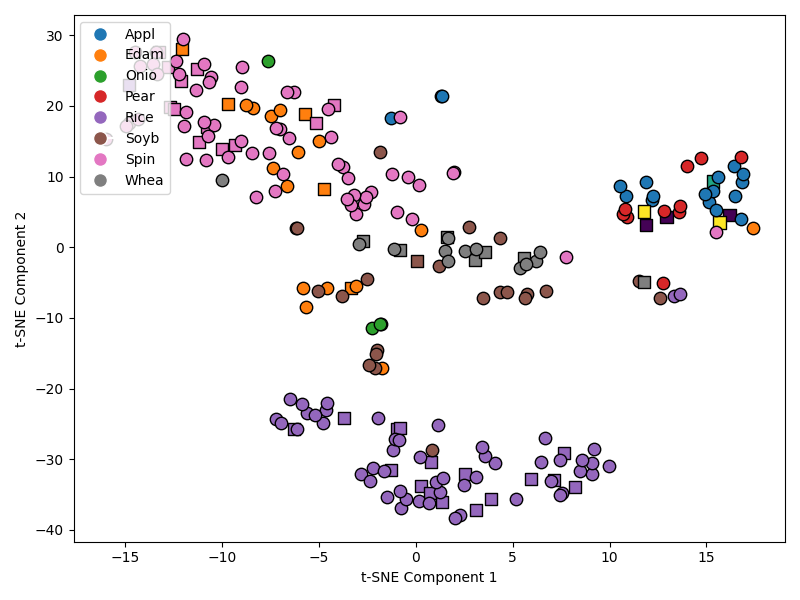 Appl
Edam
Onio
Pear
Rice
Soyb
Spin
Whea
30
20
10
0
−10
−20
−30
−40
t-SNE Component 2
−15 −10 −5 0 5 10 15
t-SNE Component 1